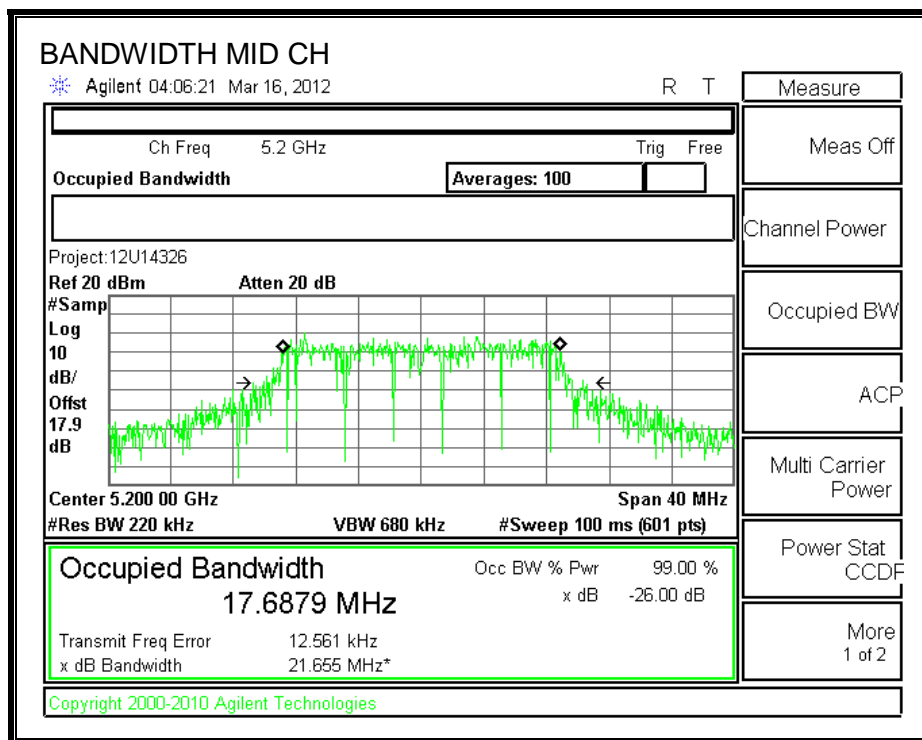 BANDWIDTH MID CH
Agilent 04:06:21 Mar 16, 2012 R T
Measure
Ch Freq 5.2 GHz Trig Free
Meas Off
Occupied Bandwidth Averages: 100
Channel Power
Project:12U14326
Ref 20 dBm Atten 20 dB
#Samp
Log
10
dB/
Offst
17.9
dB
Occupied BW
ACP
Multi Carrier
Power
Center 5.200 00 GHz Span 40 MHz
#Res BW 220 kHz VBW 680 kHz #Sweep 100 ms (601 pts)
Power Stat
CCDF
Occupied Bandwidth Occ BW % Pwr 99.00 %
17.6879 MHz x dB -26.00 dB
Transmit Freq Error 12.561 kHz
x dB Bandwidth 21.655 MHz*
More
1 of 2
Copyright 2000-2010 Agilent Technologies